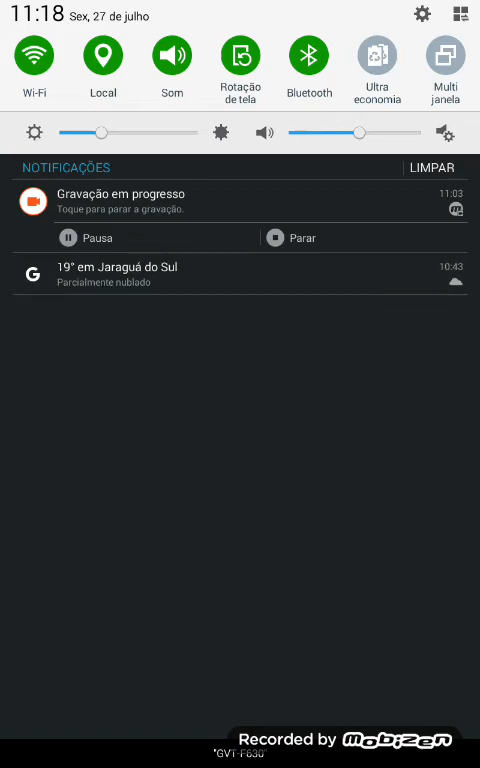 11:18 Sex, 27 de julho
Wi-Fi
Local
Som
Rotação
de tela
Bluetooth
Ultra
economia
Multi
janela
NOTIFICAÇÕES
LIMPAR
Gravação em progresso
11:03
Toque para parar a gravação.
Pausa
Parar
G
19° em Jaraguá do Sul
10:43
Parcialmente nublado
Recorded by mobizen
"GVT-F630"